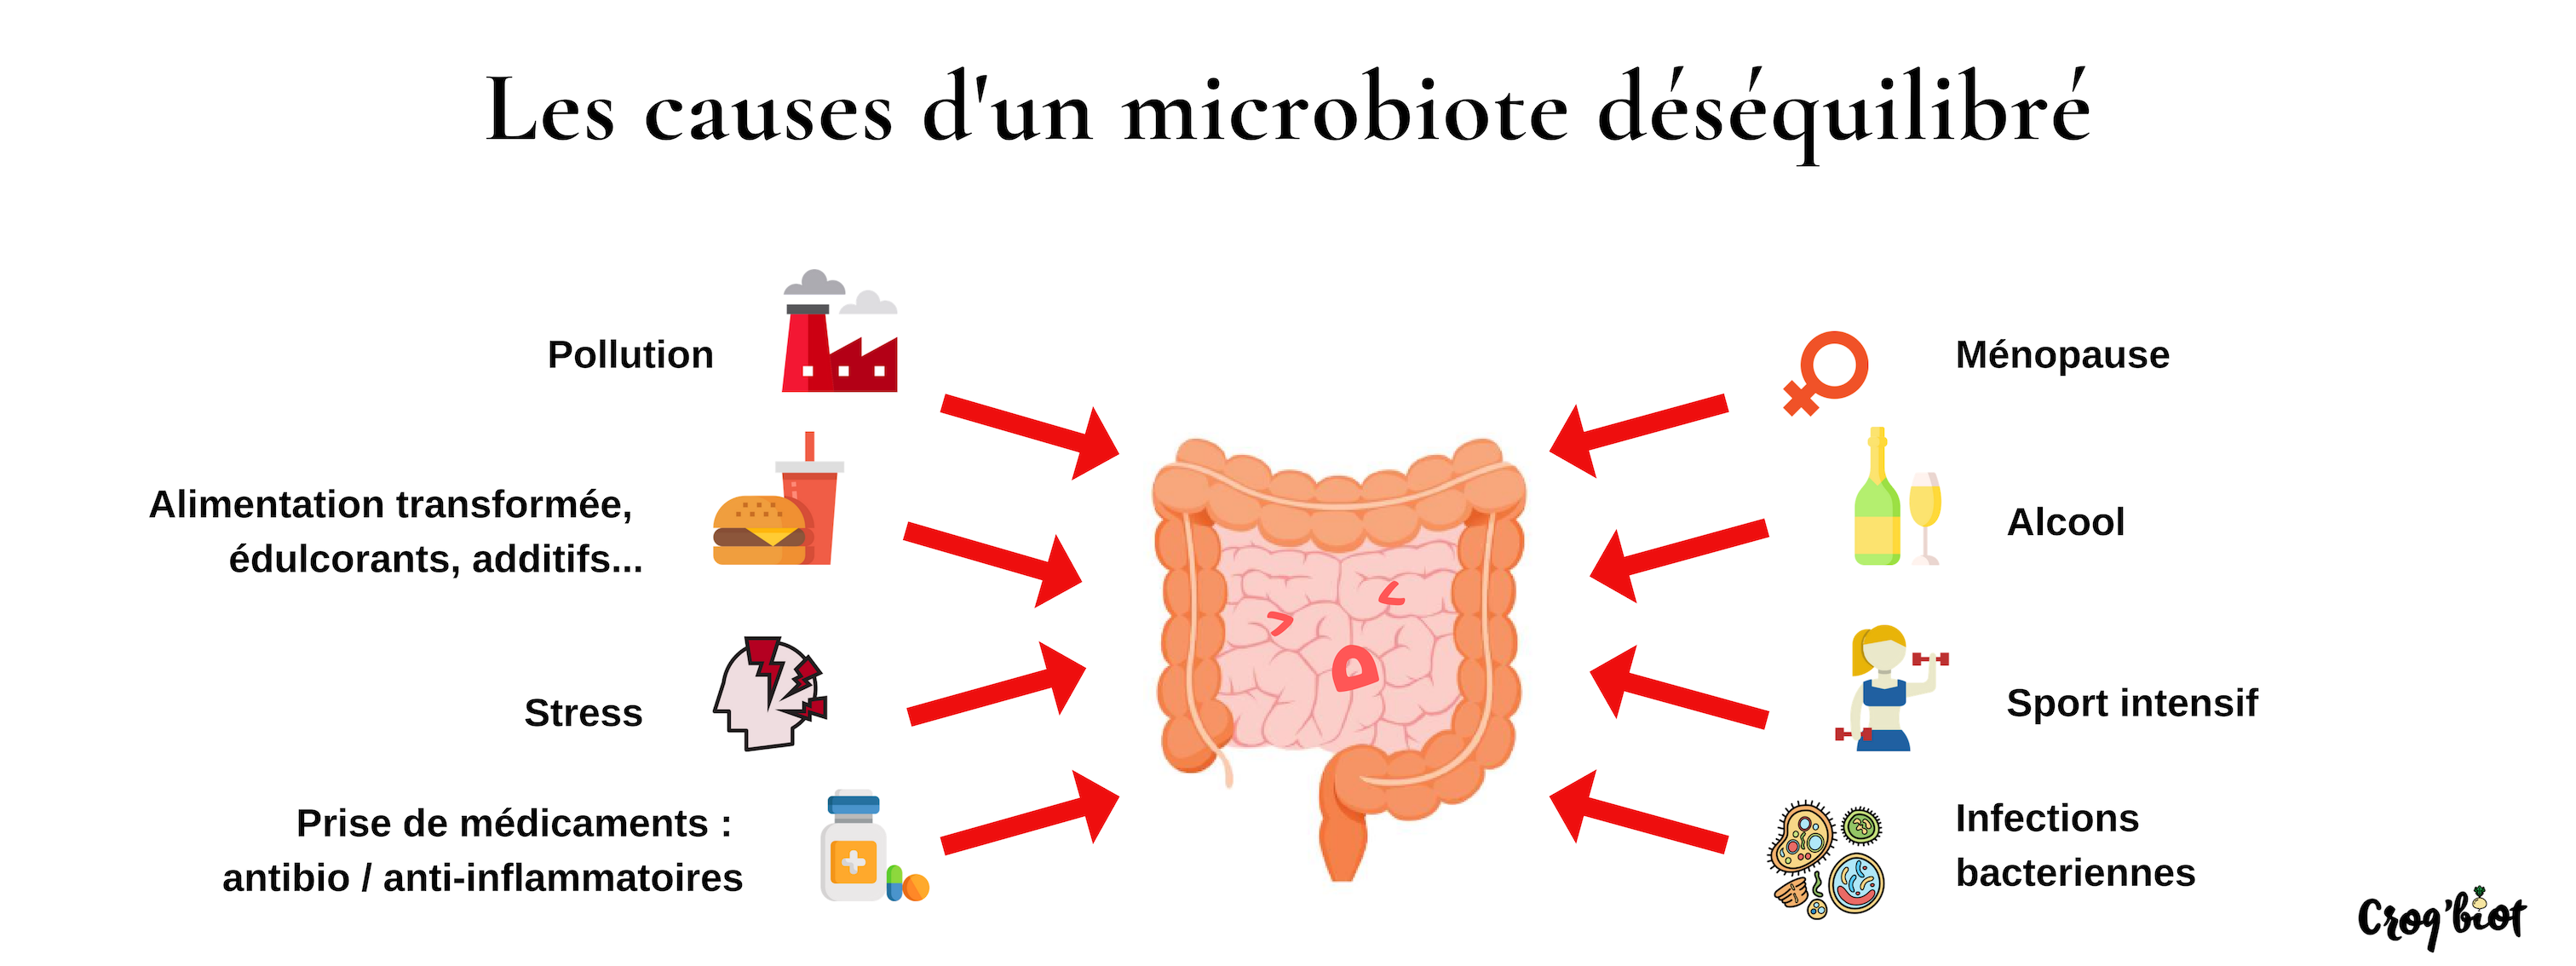 Les causes d'un microbiote déséquilibré
Pollution
Alimentation transformée,
édulcorants, additifs...
Stress
Prise de médicaments :
antibio / anti-inflammatoires
Ménopause
Alcool
Sport intensif
Infections
bacteriennes
Croq'biot